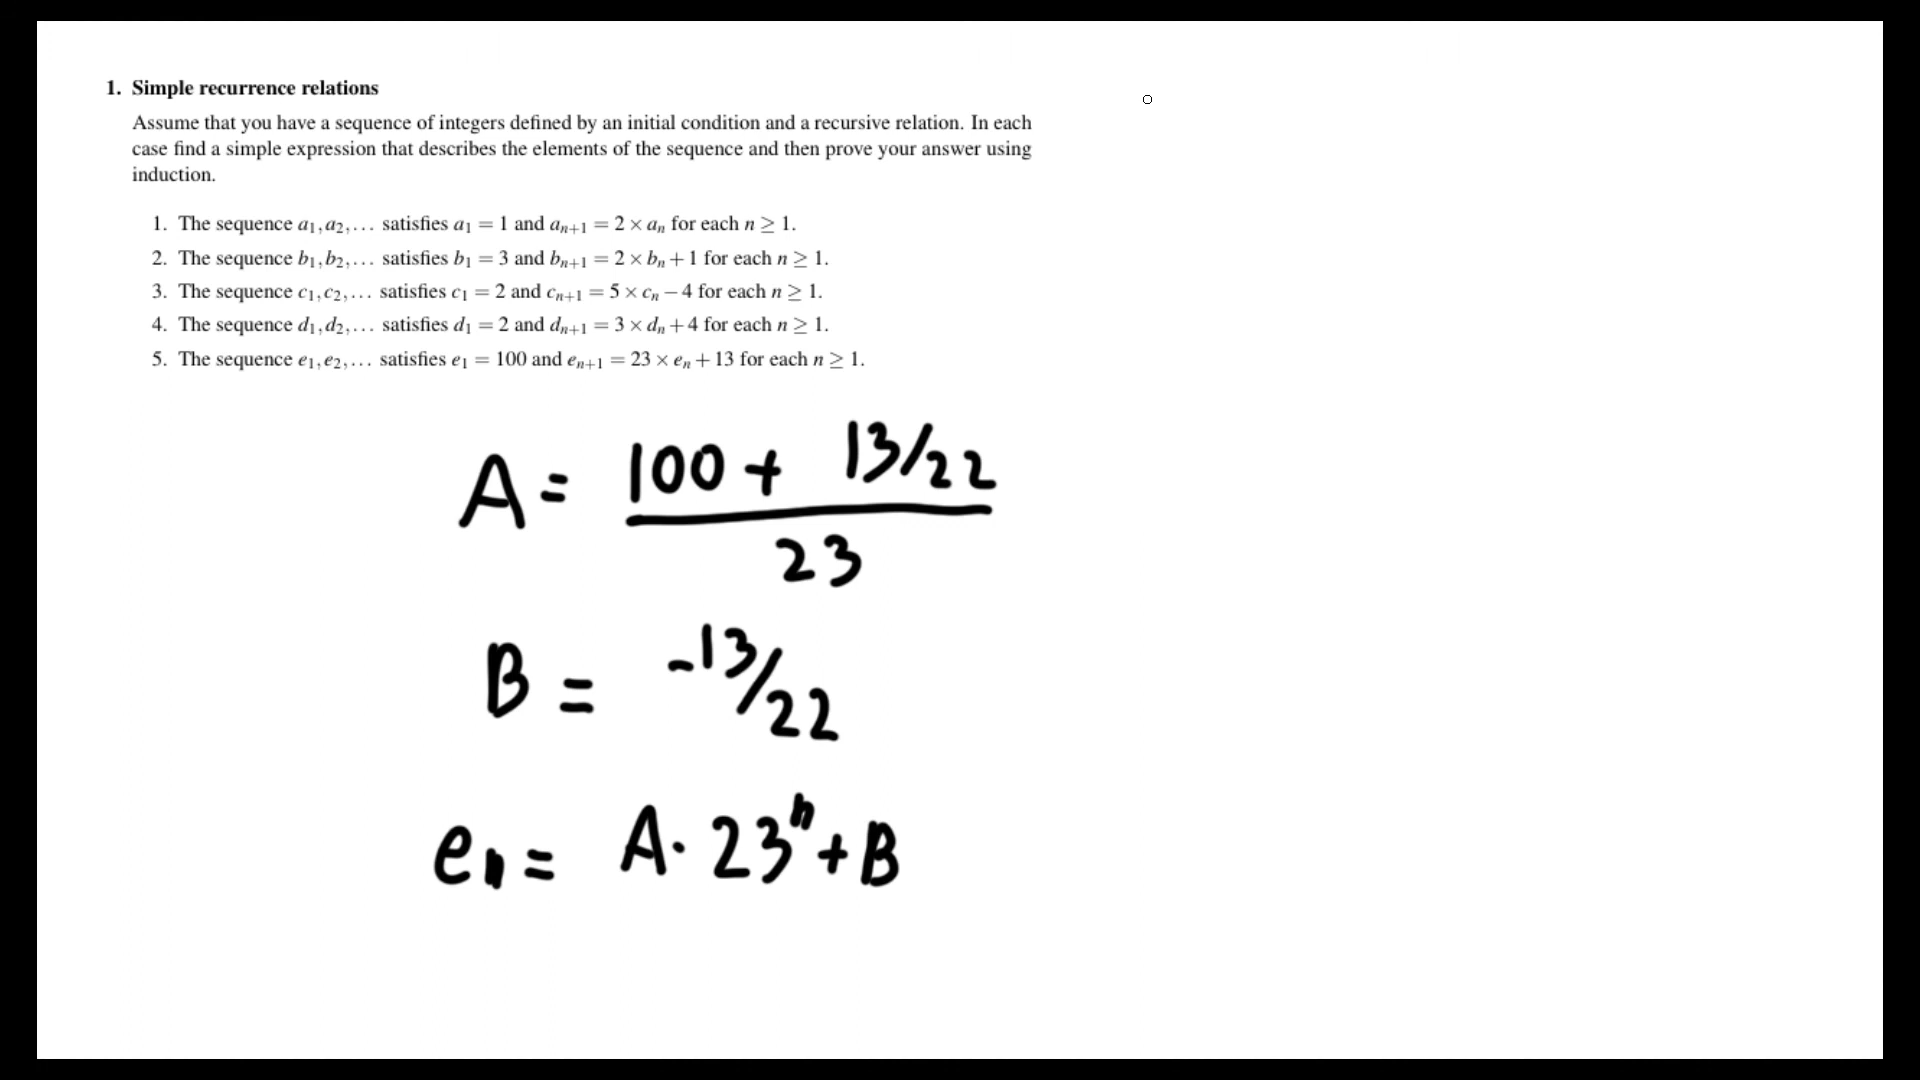 1. Simple recurrence relations
Assume that you have a sequence of integers defined by an initial condition and a recursive relation. In each
case find a simple expression that describes the elements of the sequence and then prove your answer using
induction.
1. The sequence a₁,a₂,... satisfies a₁ = 1 and aₙ₊₁ = 2 × aₙ for each n ≥ 1.
2. The sequence b₁,b₂,... satisfies b₁ = 3 and bₙ₊₁ = 2 × bₙ + 1 for each n ≥ 1.
3. The sequence c₁,c₂,... satisfies c₁ = 2 and cₙ₊₁ = 5 × cₙ − 4 for each n ≥ 1.
4. The sequence d₁,d₂,... satisfies d₁ = 2 and dₙ₊₁ = 3 × dₙ + 4 for each n ≥ 1.
5. The sequence e₁,e₂,... satisfies e₁ = 100 and eₙ₊₁ = 23 × eₙ + 13 for each n ≥ 1.
A = 100 + 13/22
23
B = -13/22
eₙ = A · 23ⁿ + B